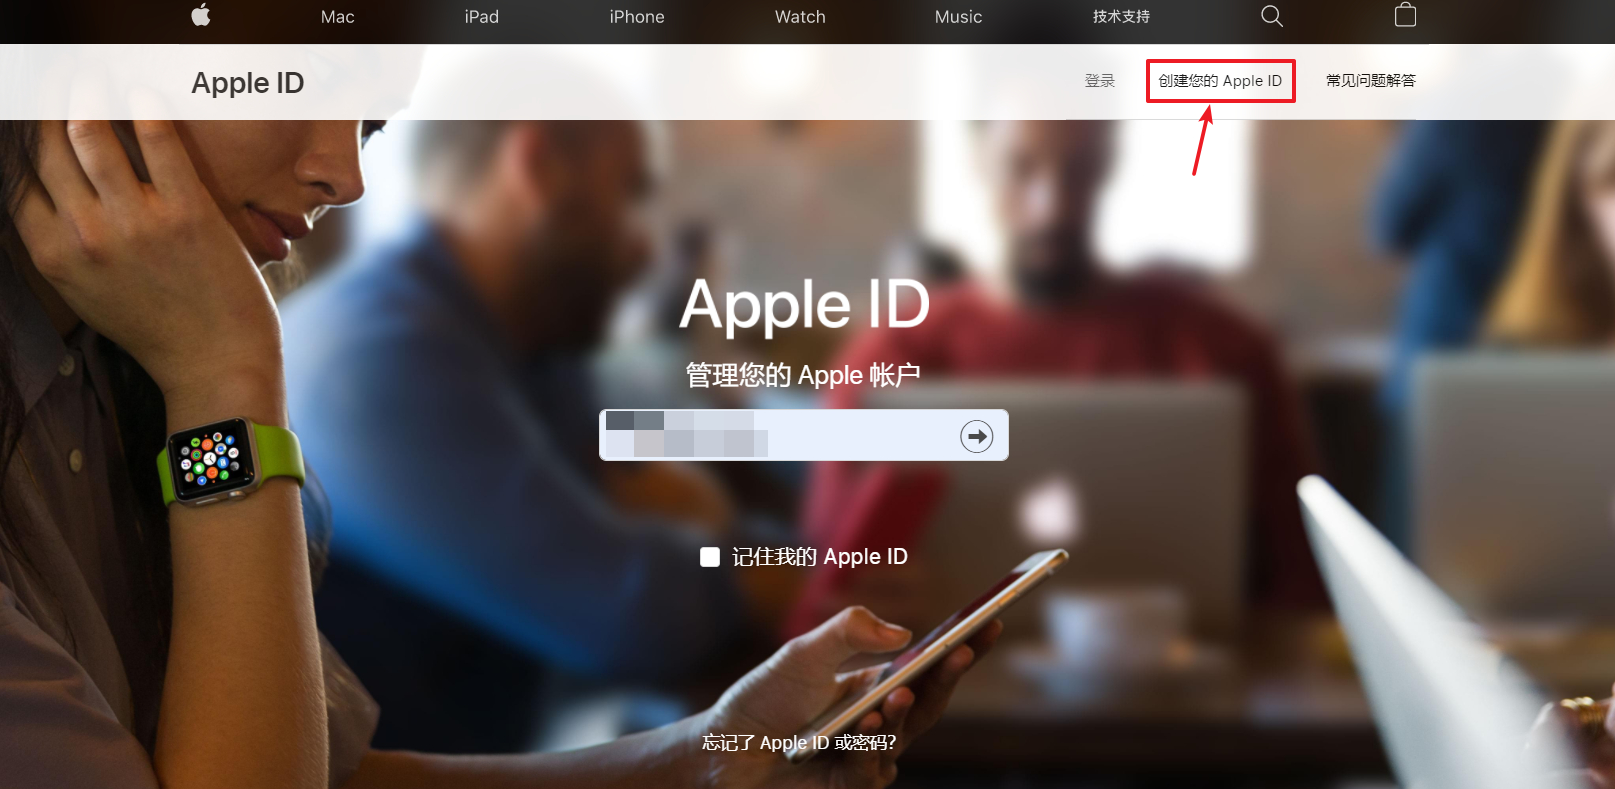 Mac
iPad
iPhone
Watch
Music
技术支持
Apple ID
登录
创建您的 Apple ID
常见问题解答
Apple ID
管理您的 Apple 帐户
记住我的 Apple ID
忘记了 Apple ID 或密码?